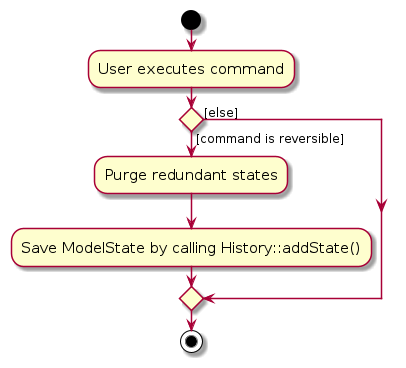 User executes command
[else]
[command is reversible]
Purge redundant states
Save ModelState by calling History::addState()